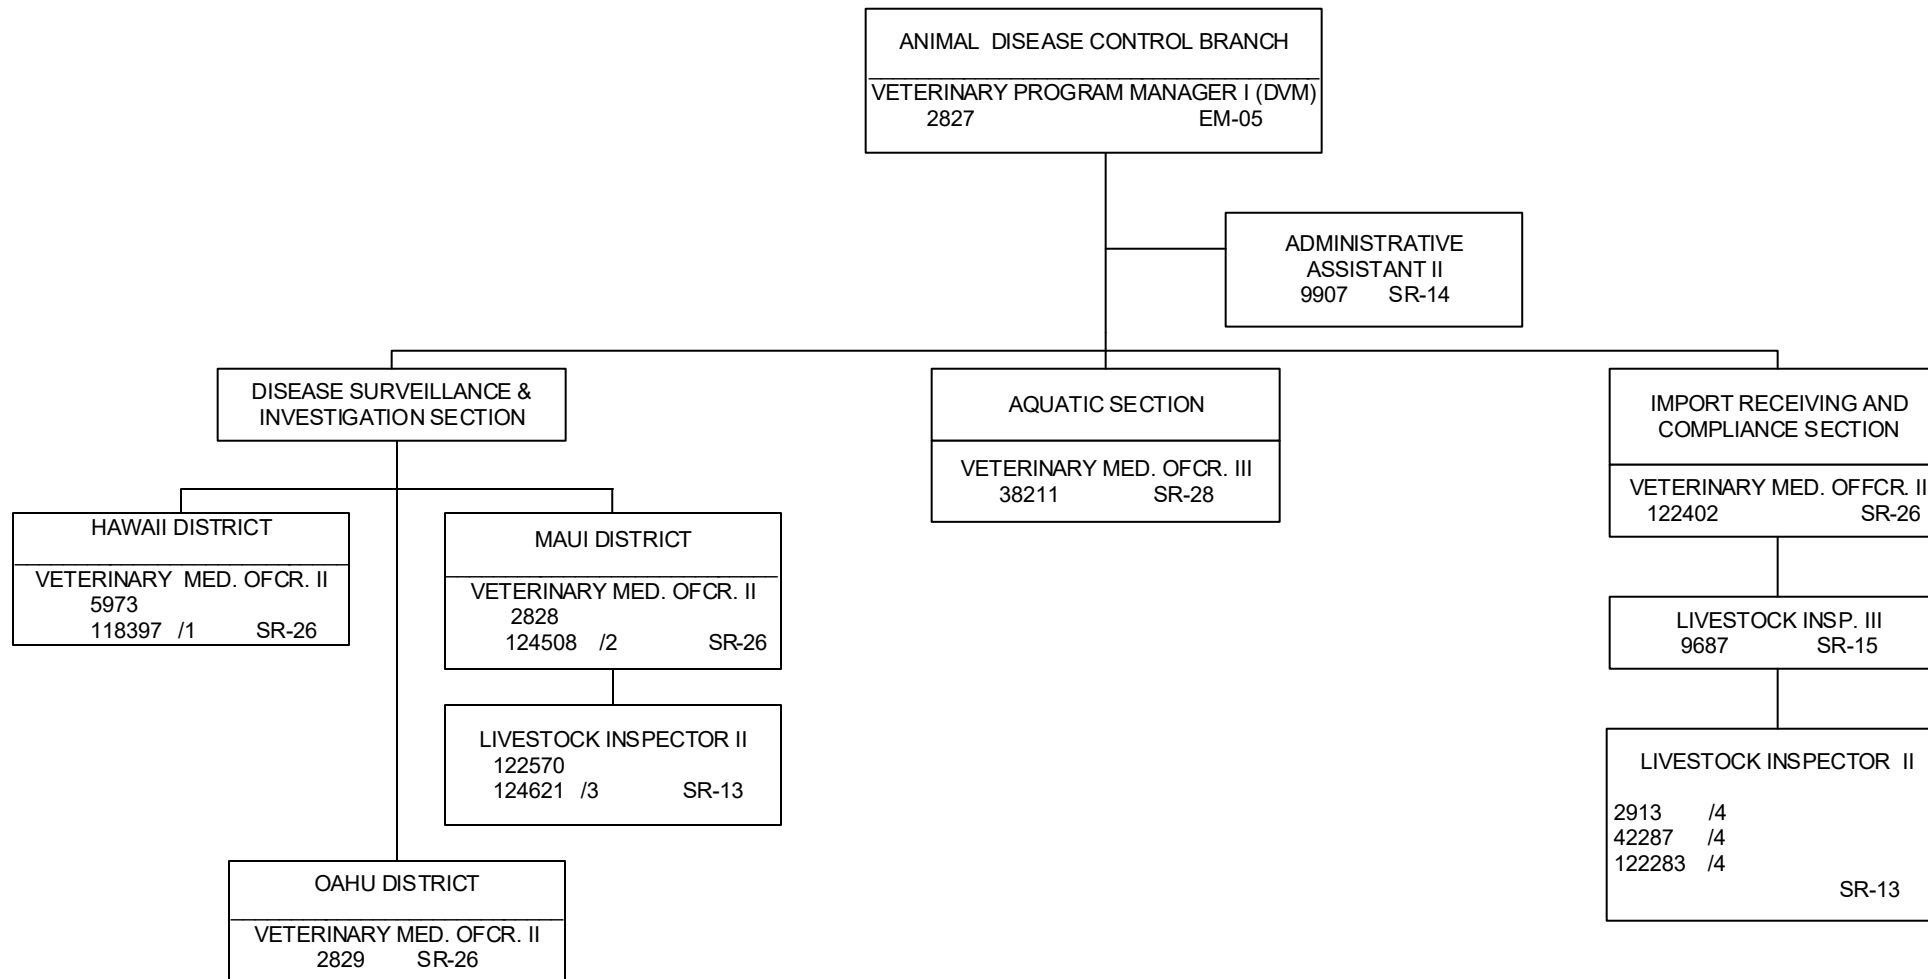 ANIMAL DISEASE CONTROL BRANCH
VETERINARY PROGRAM MANAGER I (DVM)
2827 EM-05
ADMINISTRATIVE
ASSISTANT II
9907 SR-14
DISEASE SURVEILLANCE &
INVESTIGATION SECTION
AQUATIC SECTION
VETERINARY MED. OFCR. III
38211 SR-28
IMPORT RECEIVING AND
COMPLIANCE SECTION
VETERINARY MED. OFFCR. II
122402 SR-26
HAWAII DISTRICT
VETERINARY MED. OFCR. II
5973
118397 /1 SR-26
MAUI DISTRICT
VETERINARY MED. OFCR. II
2828
124508 /2 SR-26
LIVESTOCK INSP. III
9687 SR-15
LIVESTOCK INSPECTOR II
122570
124621 /3 SR-13
LIVESTOCK INSPECTOR II
2913 /4
42287 /4
122283 /4
SR-13
OAHU DISTRICT
VETERINARY MED. OFCR. II
2829 SR-26